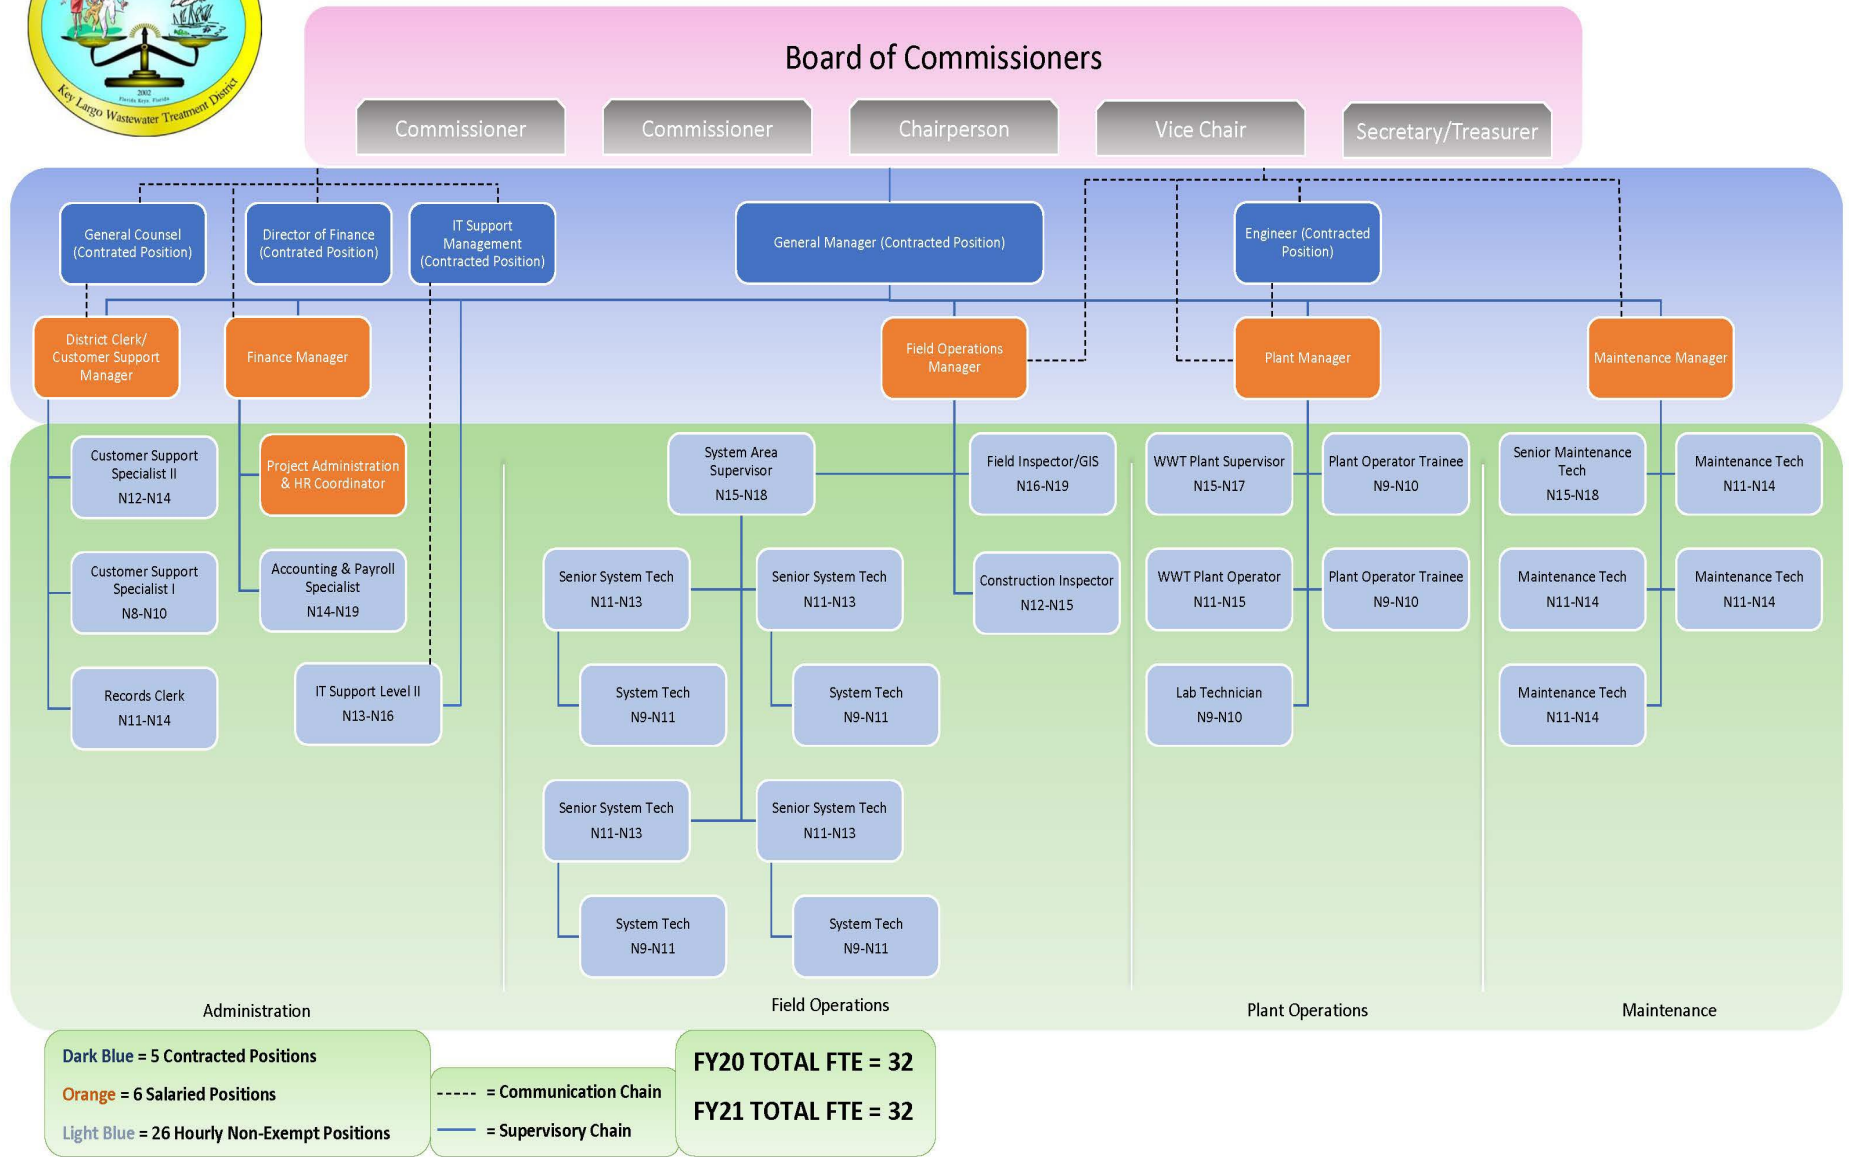 2002
Florida Keys, Florida
Key Largo Wastewater Treatment District
Board of Commissioners
Commissioner
Commissioner
Chairperson
Vice Chair
Secretary/Treasurer
General Counsel
(Contrated Position)
Director of Finance
(Contrated Position)
IT Support
Management
(Contracted Position)
General Manager (Contracted Position)
Engineer (Contracted
Position)
District Clerk/
Customer Support
Manager
Finance Manager
Field Operations
Manager
Plant Manager
Maintenance Manager
Customer Support
Specialist II
N12-N14
Project Administration
& HR Coordinator
System Area
Supervisor
N15-N18
Field Inspector/GIS
N16-N19
WWT Plant Supervisor
N15-N17
Plant Operator Trainee
N9-N10
Senior Maintenance
Tech
N15-N18
Maintenance Tech
N11-N14
Customer Support
Specialist I
N8-N10
Accounting & Payroll
Specialist
N14-N19
Senior System Tech
N11-N13
Senior System Tech
N11-N13
Construction Inspector
N12-N15
WWT Plant Operator
N11-N15
Plant Operator Trainee
N9-N10
Maintenance Tech
N11-N14
Maintenance Tech
N11-N14
Records Clerk
N11-N14
IT Support Level II
N13-N16
System Tech
N9-N11
System Tech
N9-N11
Lab Technician
N9-N10
Maintenance Tech
N11-N14
Senior System Tech
N11-N13
Senior System Tech
N11-N13
System Tech
N9-N11
System Tech
N9-N11
Administration
Field Operations
Plant Operations
Maintenance
Dark Blue = 5 Contracted Positions
Orange = 6 Salaried Positions
Light Blue = 26 Hourly Non-Exempt Positions
= Communication Chain
= Supervisory Chain
FY20 TOTAL FTE = 32
FY21 TOTAL FTE = 32